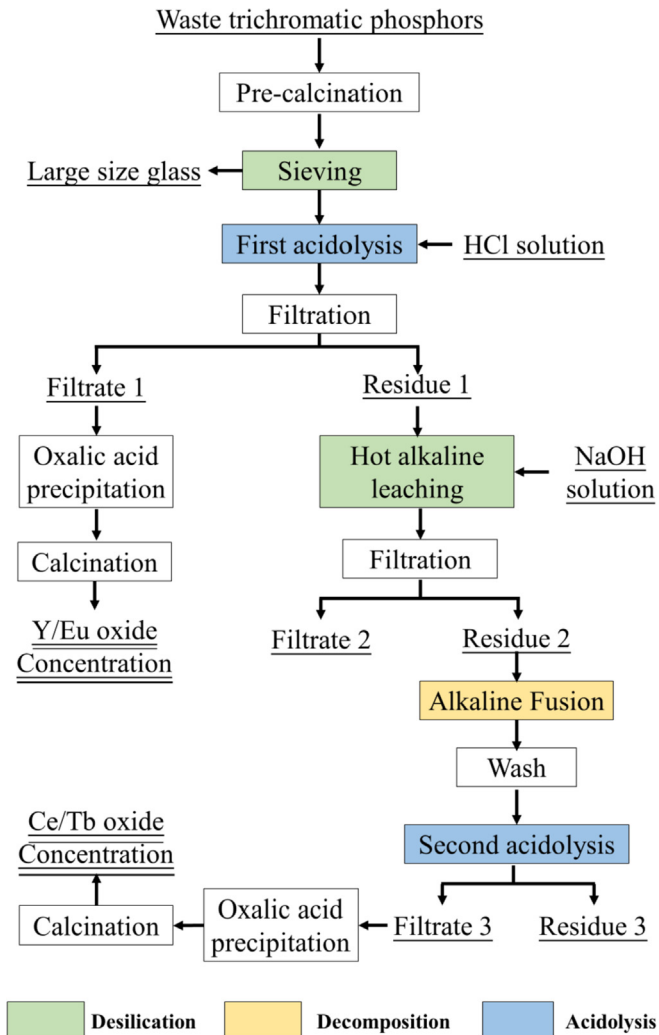 Waste trichromatic phosphors
Pre-calcination
Large size glass
Sieving
First acidolysis
HCl solution
Filtration
Filtrate 1
Residue 1
Oxalic acid
precipitation
Hot alkaline
leaching
NaOH
solution
Calcination
Filtration
Y/Eu oxide
Concentration
Filtrate 2
Residue 2
Alkaline Fusion
Wash
Ce/Tb oxide
Concentration
Second acidolysis
Calcination
Oxalic acid
precipitation
Filtrate 3
Residue 3
Desilication
Decomposition
Acidolysis